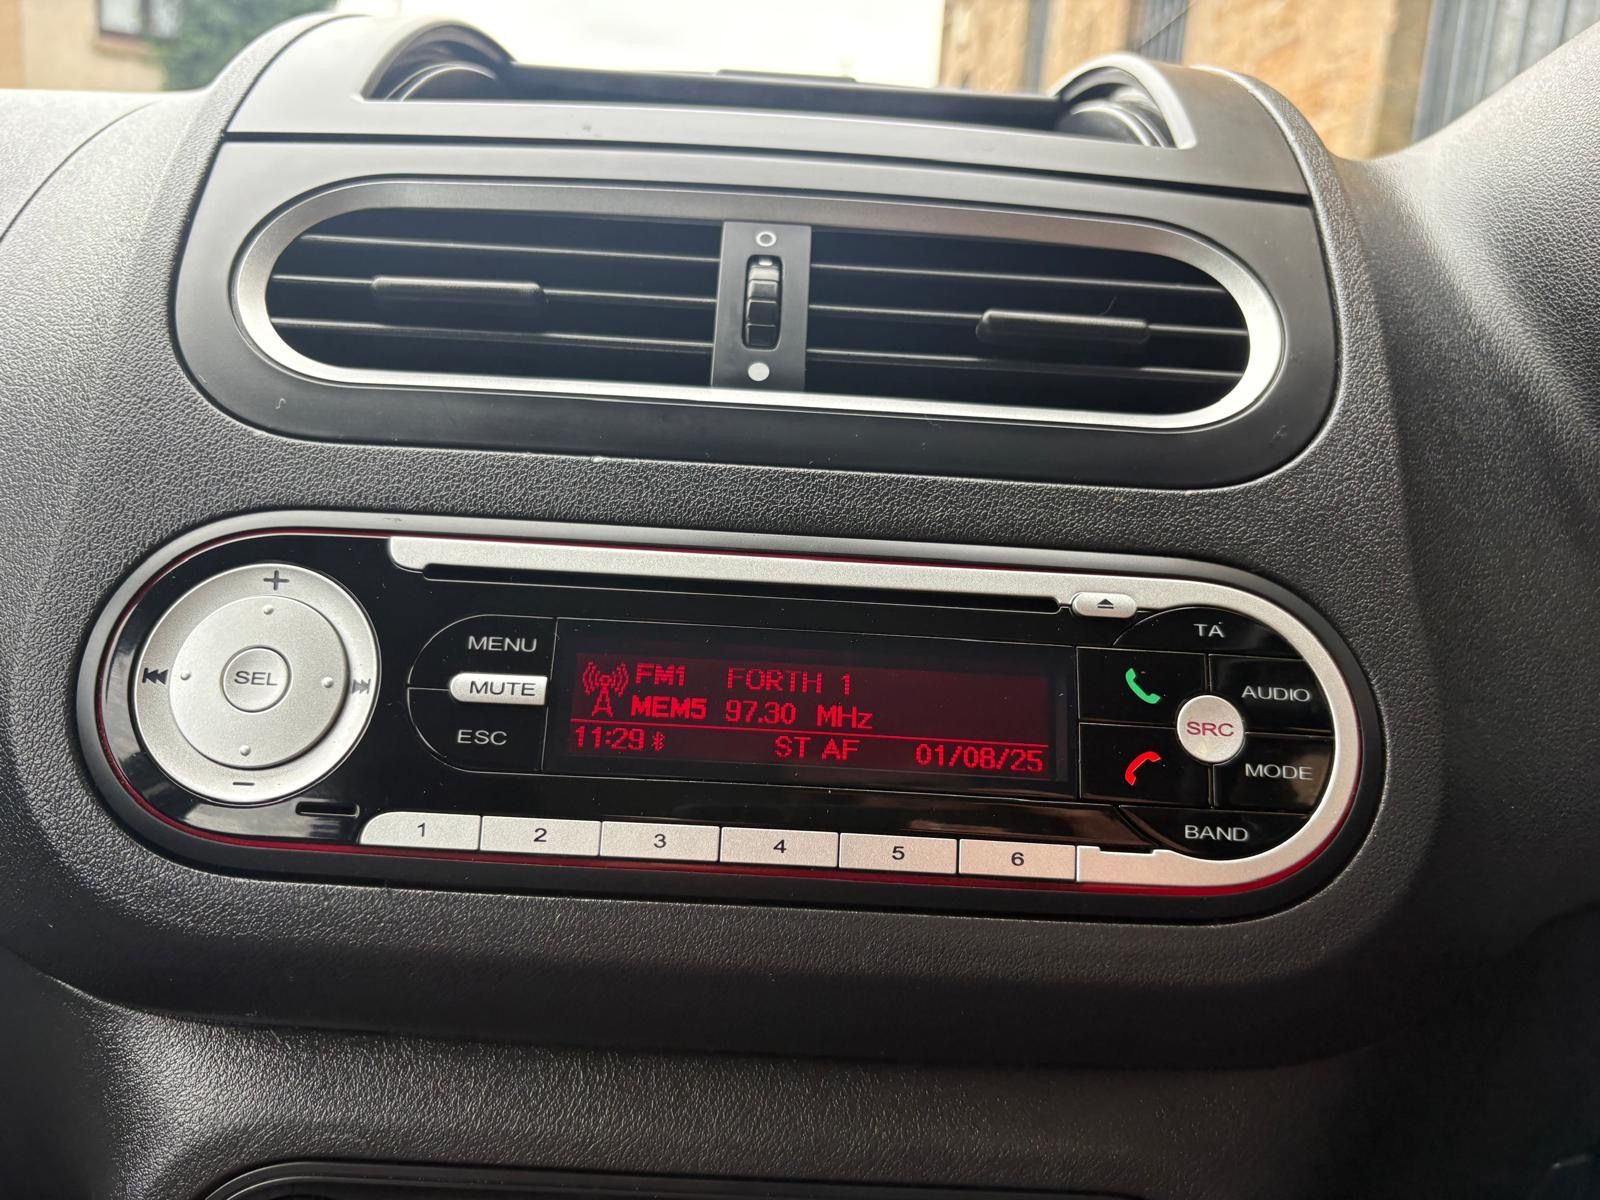 +
SEL
−
MENU
MUTE
ESC
FM1 FORTH 1
MEM5 97.30 MHz
11:29 ST AF 01/08/25
TA
AUDIO
SRC
MODE
BAND
1 2 3 4 5 6